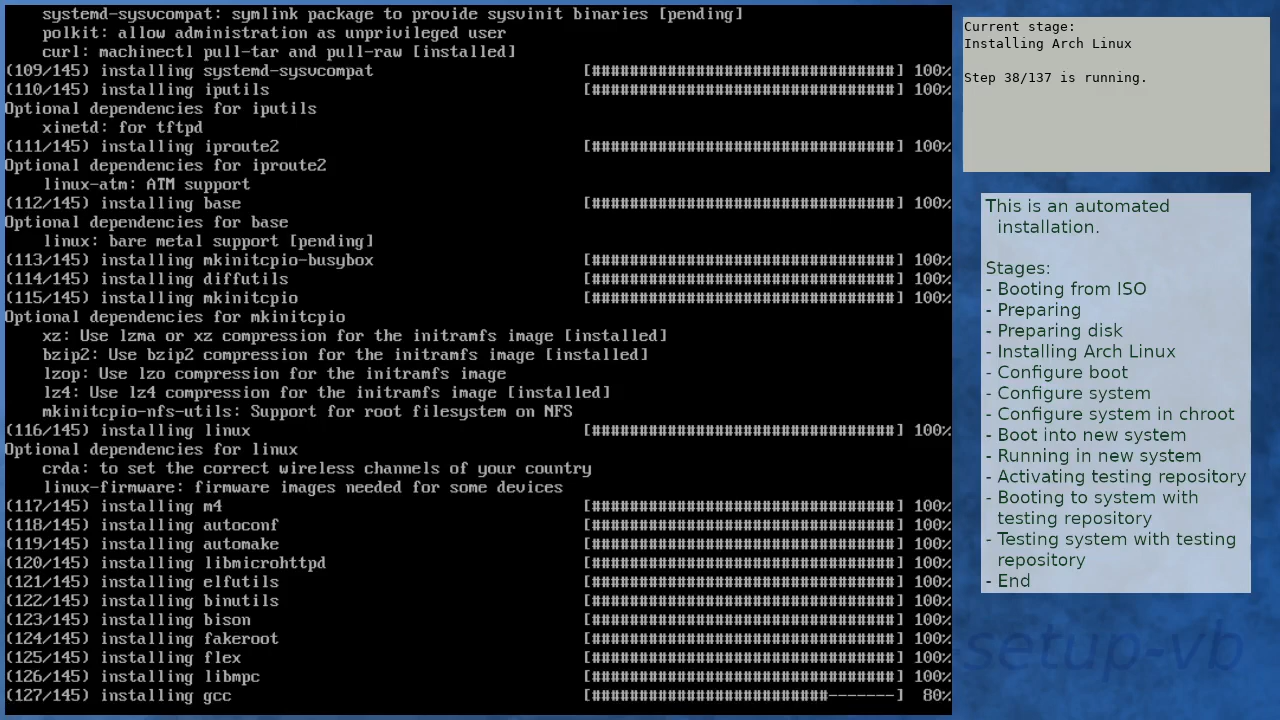 systemd-sysvcompat: symlink package to provide sysvinit binaries [pending]
polkit: allow administration as unprivileged user
curl: machinectl pull-tar and pull-raw [installed]
(109/145) installing systemd-sysvcompat [################################] 100%
(110/145) installing iputils [################################] 100%
Optional dependencies for iputils
xinetd: for tftpd
(111/145) installing iproute2 [################################] 100%
Optional dependencies for iproute2
linux-atm: ATM support
(112/145) installing base [################################] 100%
Optional dependencies for base
linux: bare metal support [pending]
(113/145) installing mkinitcpio-busybox [################################] 100%
(114/145) installing diffutils [################################] 100%
(115/145) installing mkinitcpio [################################] 100%
Optional dependencies for mkinitcpio
xz: Use lzma or xz compression for the initramfs image [installed]
bzip2: Use bzip2 compression for the initramfs image [installed]
lzop: Use lzo compression for the initramfs image
lz4: Use lz4 compression for the initramfs image [installed]
mkinitcpio-nfs-utils: Support for root filesystem on NFS
(116/145) installing linux [################################] 100%
Optional dependencies for linux
crda: to set the correct wireless channels of your country
linux-firmware: firmware images needed for some devices
(117/145) installing m4 [################################] 100%
(118/145) installing autoconf [################################] 100%
(119/145) installing automake [################################] 100%
(120/145) installing libmicrohttpd [################################] 100%
(121/145) installing elfutils [################################] 100%
(122/145) installing binutils [################################] 100%
(123/145) installing bison [################################] 100%
(124/145) installing fakeroot [################################] 100%
(125/145) installing flex [################################] 100%
(126/145) installing libmpc [################################] 100%
(127/145) installing gcc [#########################-------] 80%
Current stage:
Installing Arch Linux
Step 38/137 is running.
This is an automated
installation.
Stages:
- Booting from ISO
- Preparing
- Preparing disk
- Installing Arch Linux
- Configure boot
- Configure system
- Configure system in chroot
- Boot into new system
- Running in new system
- Activating testing repository
- Booting to system with
testing repository
- Testing system with testing
repository
- End
setup-vb